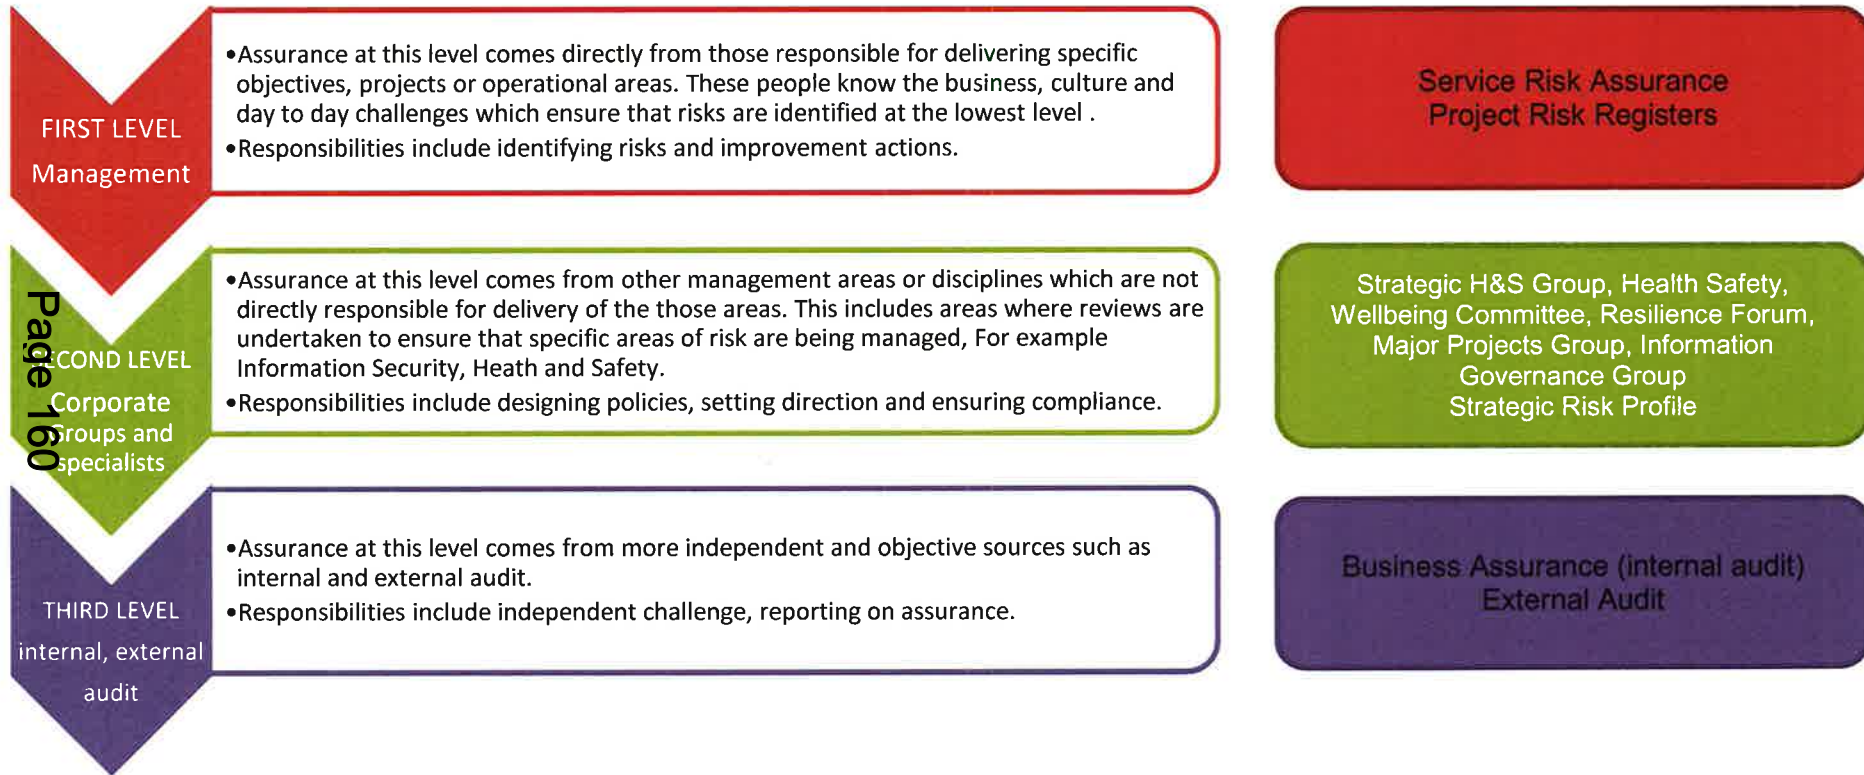 FIRST LEVEL
Management
•Assurance at this level comes directly from those responsible for delivering specific
objectives, projects or operational areas. These people know the business, culture and
day to day challenges which ensure that risks are identified at the lowest level .
•Responsibilities include identifying risks and improvement actions.
Service Risk Assurance
Project Risk Registers
Page 160
SECOND LEVEL
Corporate
Groups and
specialists
•Assurance at this level comes from other management areas or disciplines which are not
directly responsible for delivery of the those areas. This includes areas where reviews are
undertaken to ensure that specific areas of risk are being managed, For example
Information Security, Heath and Safety.
•Responsibilities include designing policies, setting direction and ensuring compliance.
Strategic H&S Group, Health Safety,
Wellbeing Committee, Resilience Forum,
Major Projects Group, Information
Governance Group
Strategic Risk Profile
THIRD LEVEL
internal, external
audit
•Assurance at this level comes from more independent and objective sources such as
internal and external audit.
•Responsibilities include independent challenge, reporting on assurance.
Business Assurance (internal audit)
External Audit